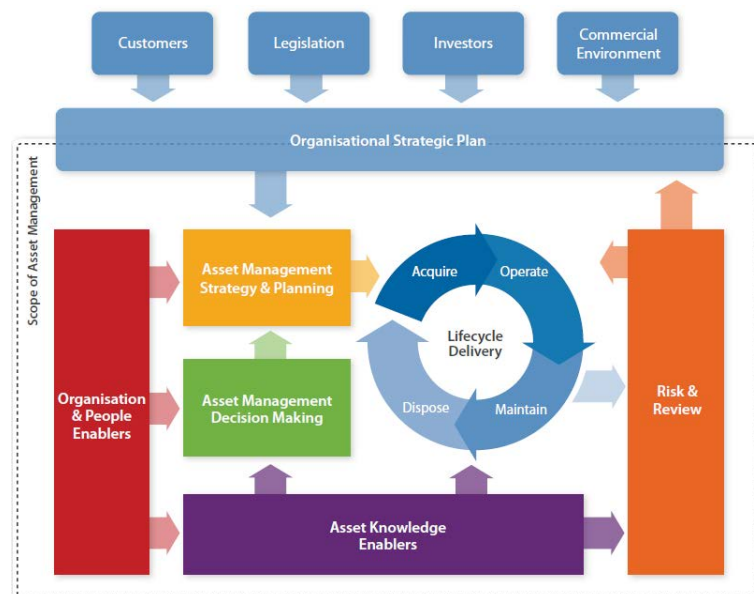 Customers
Legislation
Investors
Commercial
Environment
Organisational Strategic Plan
Scope of Asset Management
Organisation
& People
Enablers
Asset Management
Strategy & Planning
Asset Management
Decision Making
Acquire
Operate
Lifecycle
Delivery
Dispose
Maintain
Risk &
Review
Asset Knowledge
Enablers